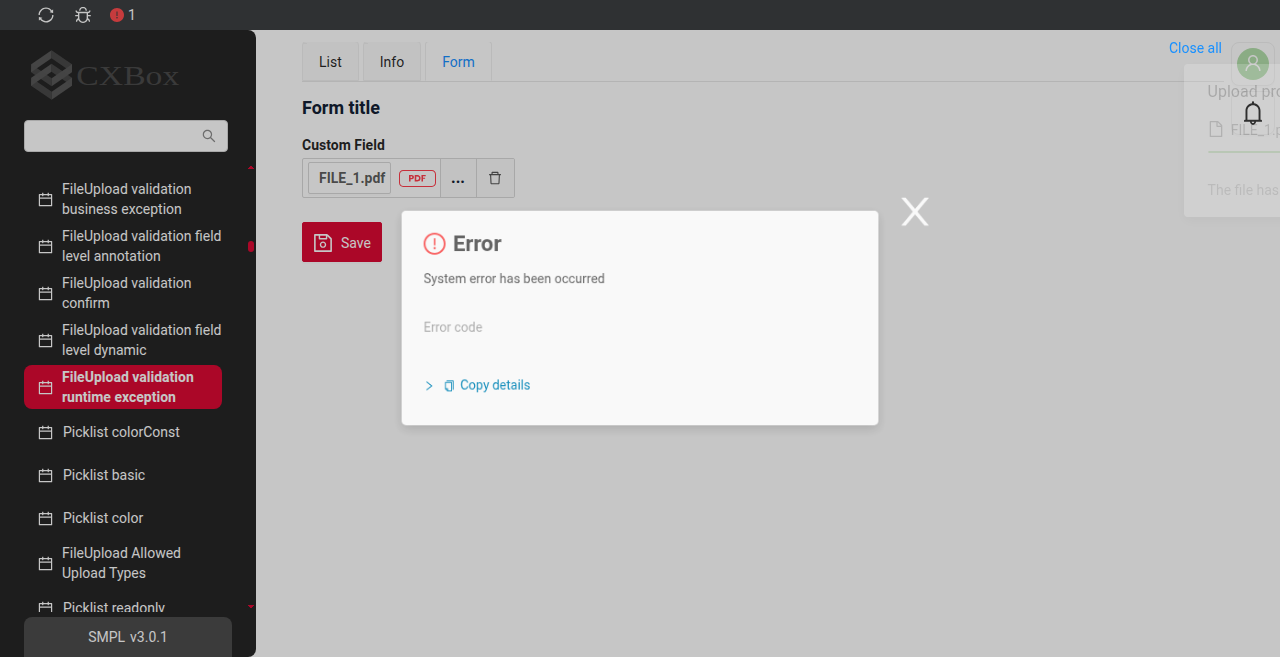 1
CXBox
FileUpload validation
business exception
FileUpload validation field
level annotation
FileUpload validation
confirm
FileUpload validation field
level dynamic
FileUpload validation
runtime exception
Picklist colorConst
Picklist basic
Picklist color
FileUpload Allowed
Upload Types
Picklist readonly
SMPL v3.0.1
List
Info
Form
Form title
Custom Field
FILE_1.pdf
PDF
...
Save
Error
System error has been occurred
Error code
Copy details
Close all
Upload pro
FILE_1.p
The file has